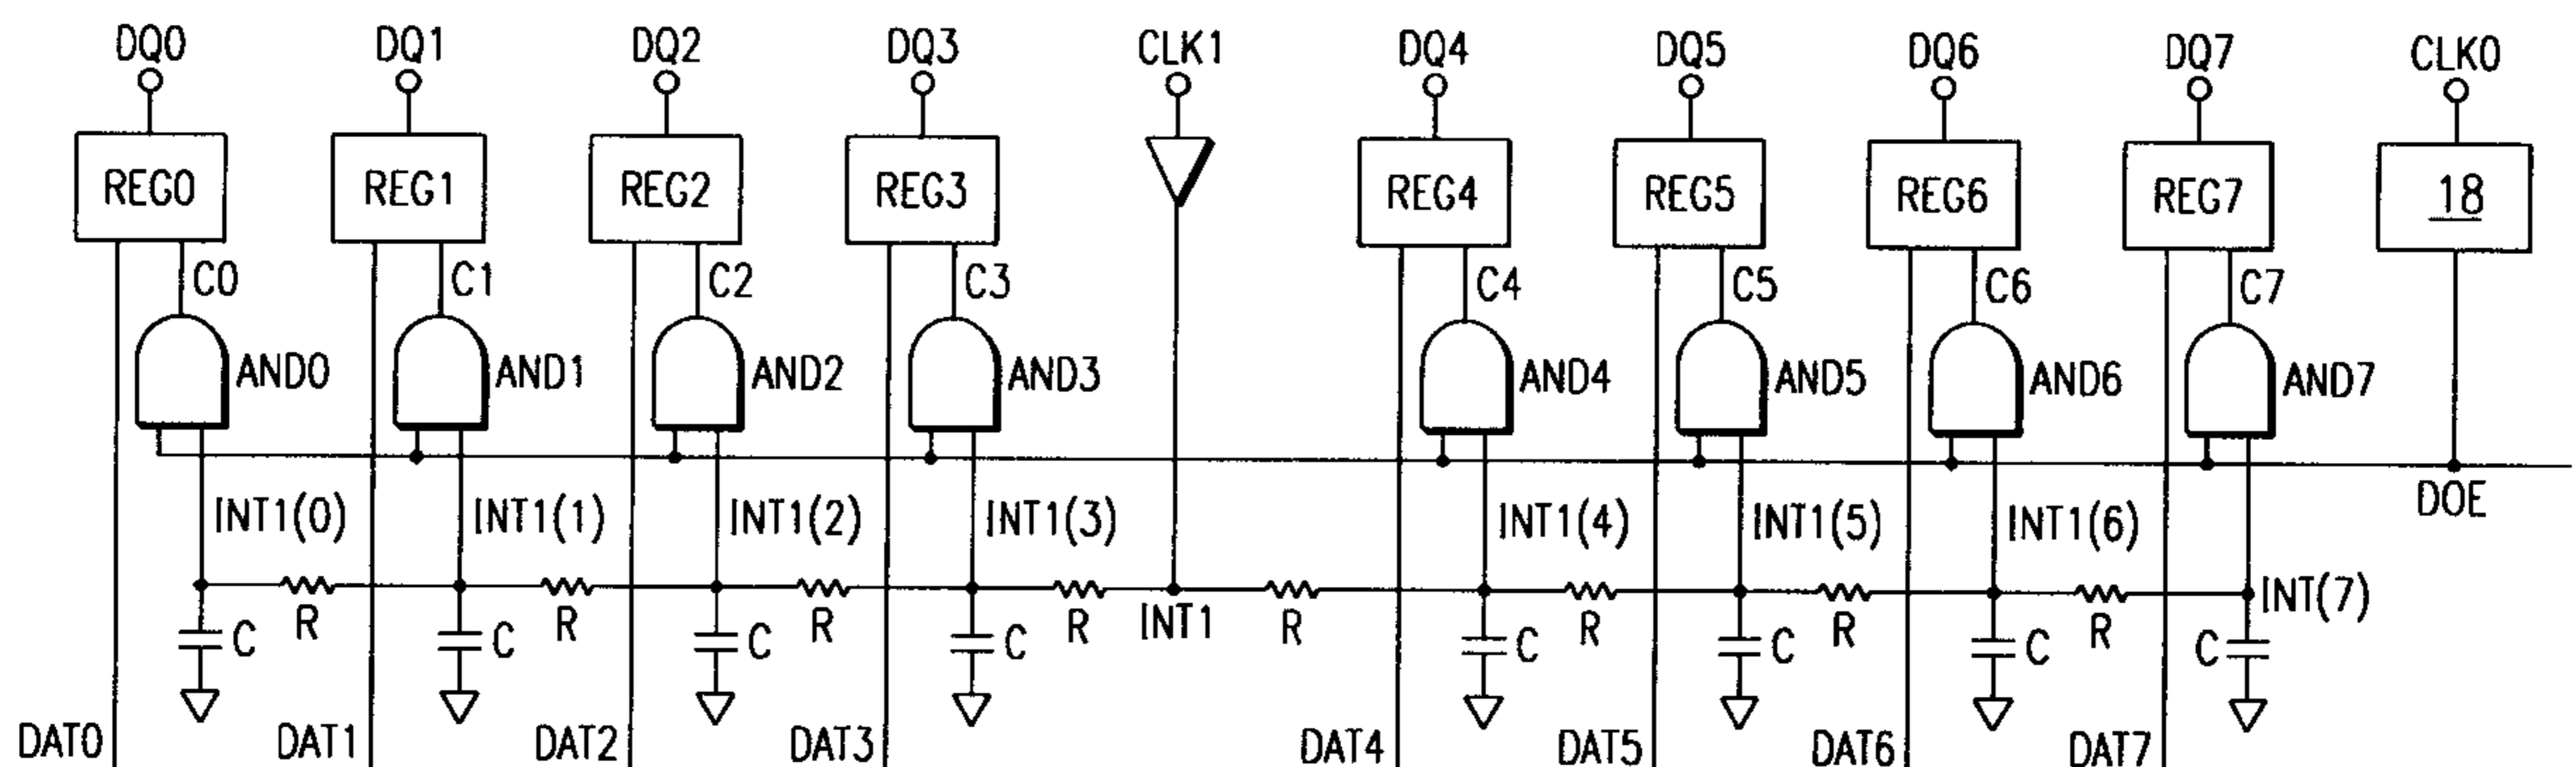 DQ0 DQ1 DQ2 DQ3 CLK1 DQ4 DQ5 DQ6 DQ7 CLK0
REG0 REG1 REG2 REG3 REG4 REG5 REG6 REG7 18
C0 C1 C2 C3 C4 C5 C6 C7
AND0 AND1 AND2 AND3 AND4 AND5 AND6 AND7
DOE
INT1(0) INT1(1) INT1(2) INT1(3) INT1(4) INT1(5) INT1(6)
INT(7)
R R R R INT1 R R R R
C C C C C C C C
DAT0 DAT1 DAT2 DAT3 DAT4 DAT5 DAT6 DAT7